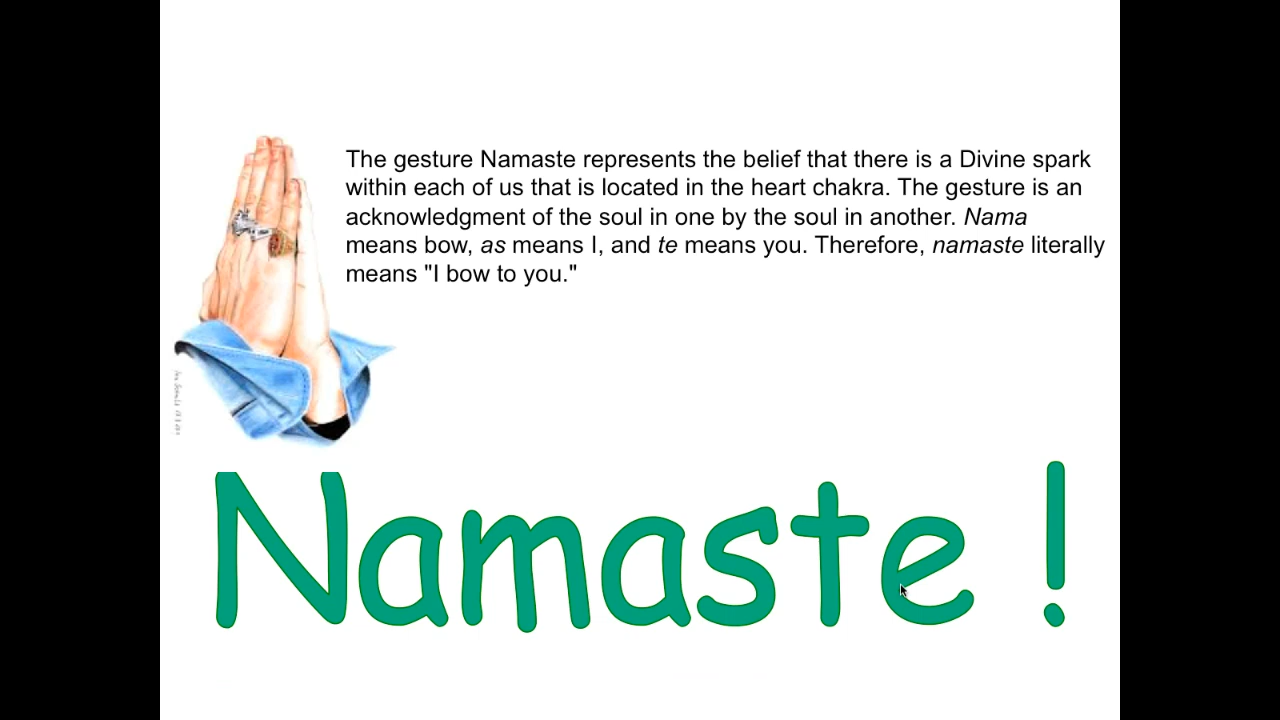 The gesture Namaste represents the belief that there is a Divine spark
within each of us that is located in the heart chakra. The gesture is an
acknowledgment of the soul in one by the soul in another. Nama
means bow, as means I, and te means you. Therefore, namaste literally
means "I bow to you."
Namaste !